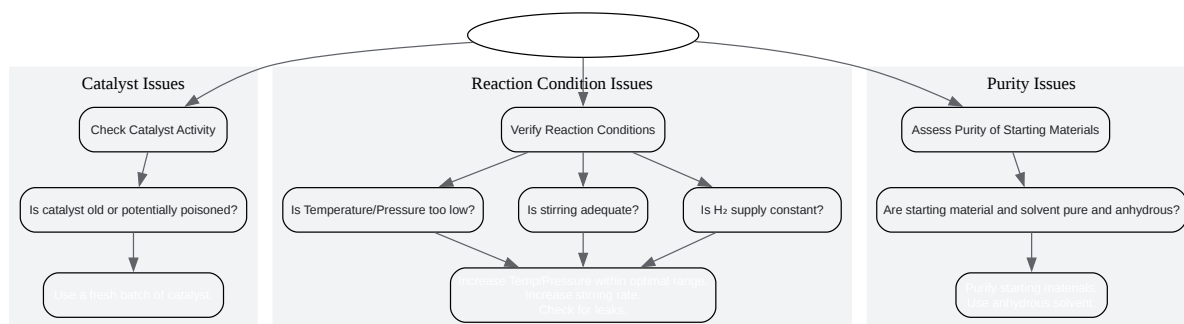 Catalyst Issues
Reaction Condition Issues
Purity Issues
Check Catalyst Activity
Verify Reaction Conditions
Assess Purity of Starting Materials
Is catalyst old or potentially poisoned?
Is Temperature/Pressure too low?
Is stirring adequate?
Is H₂ supply constant?
Are starting material and solvent pure and anhydrous?
Use a fresh batch of catalyst.
Increase Temp/Pressure within optimal range.
Increase stirring rate.
Check for leaks.
Purify starting materials.
Use anhydrous solvent.